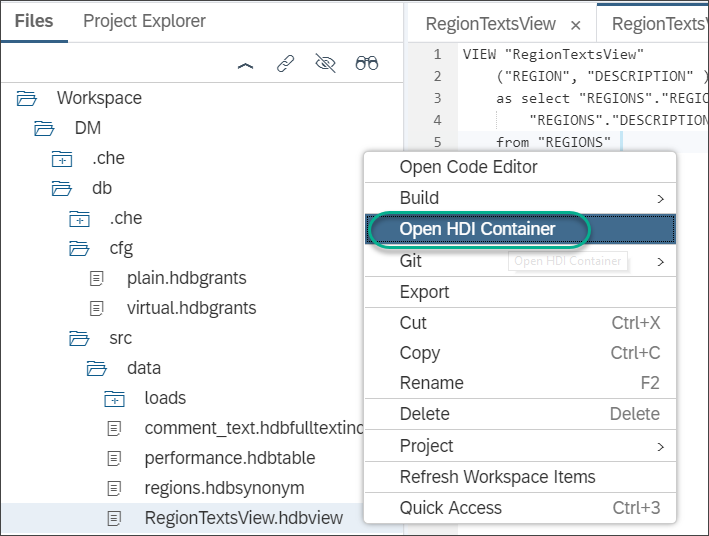 Files Project Explorer
Workspace
DM
.che
db
.che
cfg
plain.hdbgrants
virtual.hdbgrants
src
data
loads
comment_text.hdbfulltextind
performance.hdbtable
regions.hdbsynonym
RegionTextsView.hdbview
RegionTextsView × RegionTextsV
1 VIEW "RegionTextsView"
2 ("REGION", "DESCRIPTION" )
3 as select "REGIONS"."REGIO
4 "REGIONS"."DESCRIPTION
5 from "REGIONS"
Open Code Editor
Build >
Open HDI Container
Git >
Open HDI Container
Export
Cut Ctrl+X
Copy Ctrl+C
Rename F2
Delete Delete
Project >
Refresh Workspace Items
Quick Access Ctrl+3